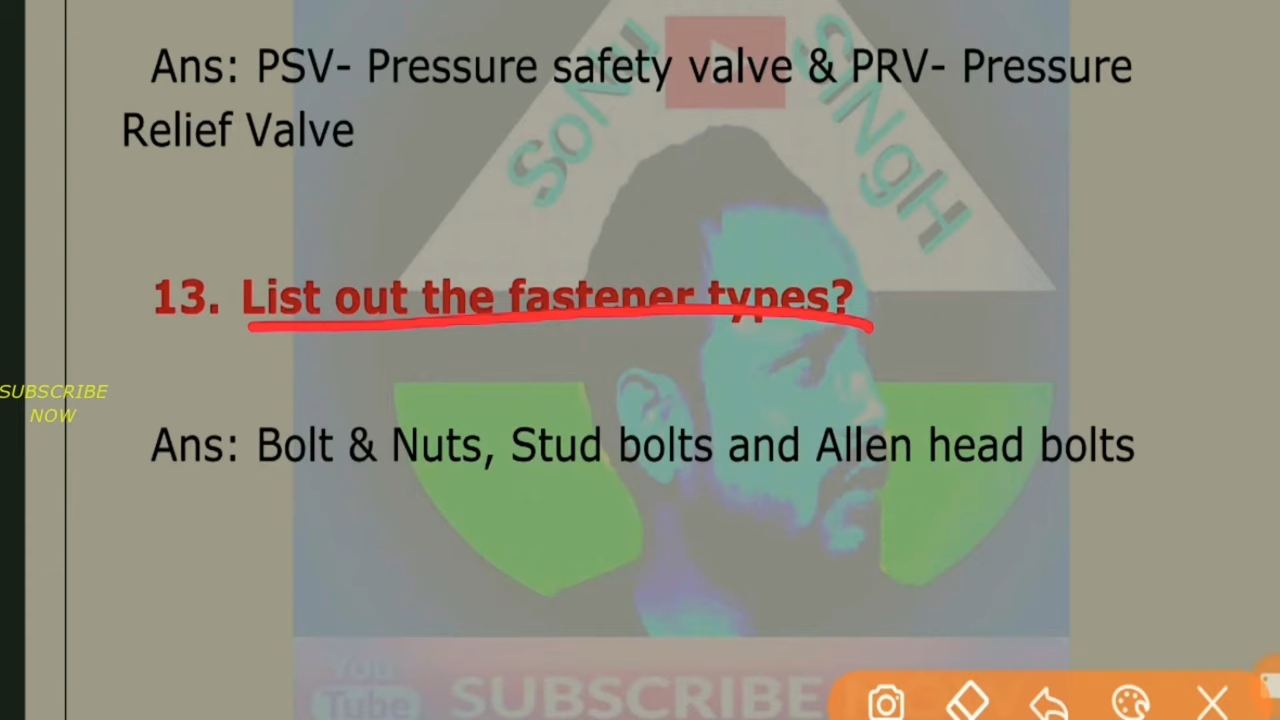 Ans: PSV- Pressure safety valve & PRV- Pressure
Relief Valve
SoNu SiNgH
13. List out the fastener types?
SUBSCRIBE
NOW
Ans: Bolt & Nuts, Stud bolts and Allen head bolts
You
Tube SUBSCRIBE NOW